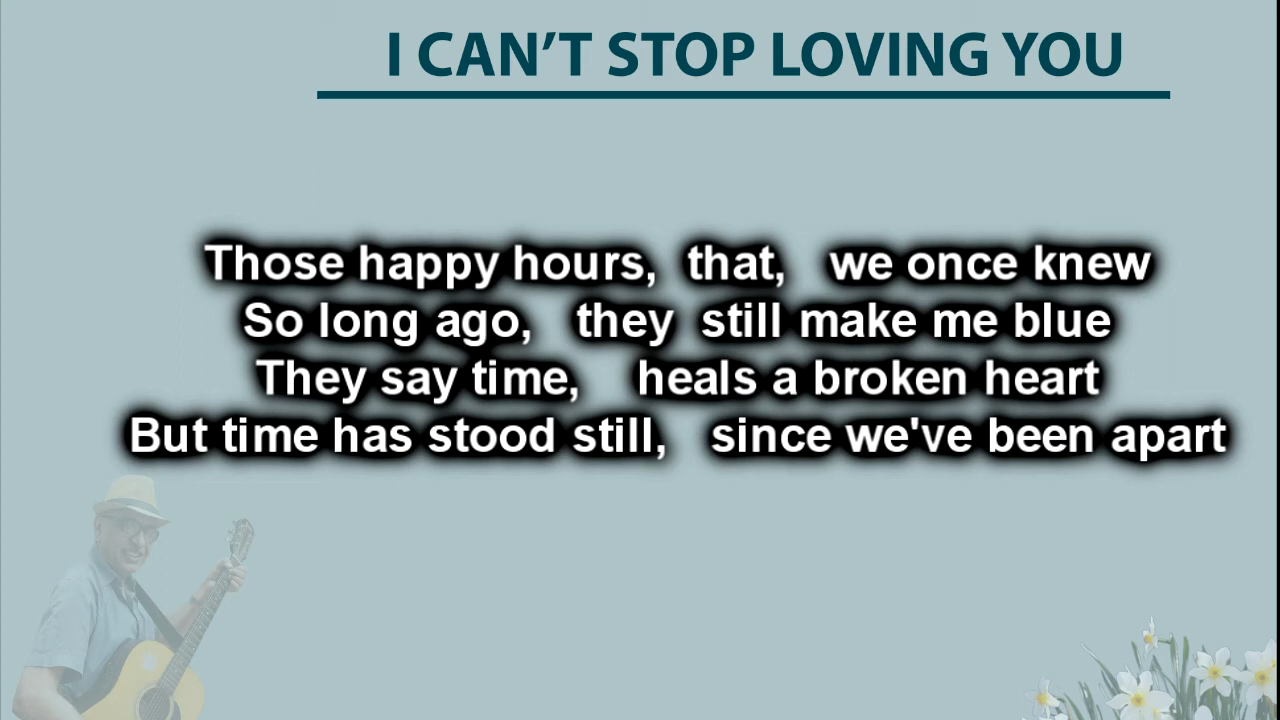 I CAN’T STOP LOVING YOU
Those happy hours, that, we once knew
So long ago, they still make me blue
They say time, heals a broken heart
But time has stood still, since we've been apart